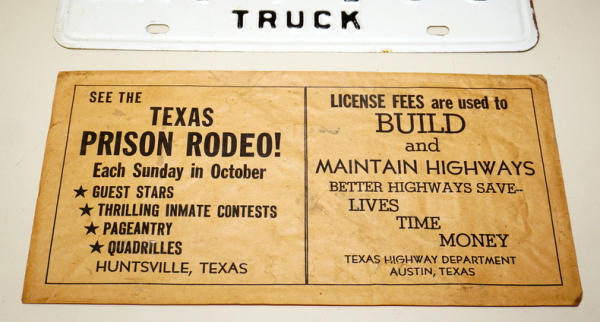 TRUCK
SEE THE
TEXAS
PRISON RODEO!
Each Sunday in October
★ GUEST STARS
★ THRILLING INMATE CONTESTS
★ PAGEANTRY
★ QUADRILLES
HUNTSVILLE, TEXAS
LICENSE FEES are used to
BUILD
and
MAINTAIN HIGHWAYS
BETTER HIGHWAYS SAVE—
LIVES
TIME
MONEY
TEXAS HIGHWAY DEPARTMENT
AUSTIN, TEXAS